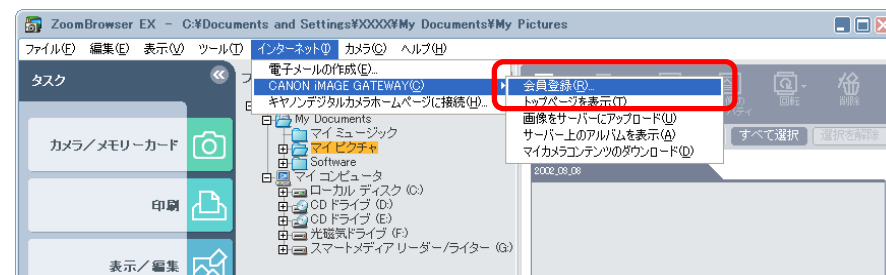 ZoomBrowser EX - C:¥Documents and Settings¥XXXX¥My Documents¥My Pictures
ファイル(F) 編集(E) 表示(V) ツール(T) インターネット(I) カメラ(C) ヘルプ(H)
電子メールの作成(E)...
CANON iMAGE GATEWAY(C)
キヤノンデジタルカメラホームページに接続(H)...
会員登録(R)...
トップページを表示(T)
画像をサーバーにアップロード(U)
サーバー上のアルバムを表示(A)
マイカメラコンテンツのダウンロード(D)
タスク
カメラ/メモリーカード
印刷
表示/編集
My Documents
マイ ミュージック
マイ ピクチャ
Software
マイ コンピュータ
ローカル ディスク (C:)
CD ドライブ (D:)
CD ドライブ (E:)
光磁気ドライブ (F:)
スマートメディア リーダー/ライター (G:)
回転
削除
すべて選択
選択を解除
2002_09_08